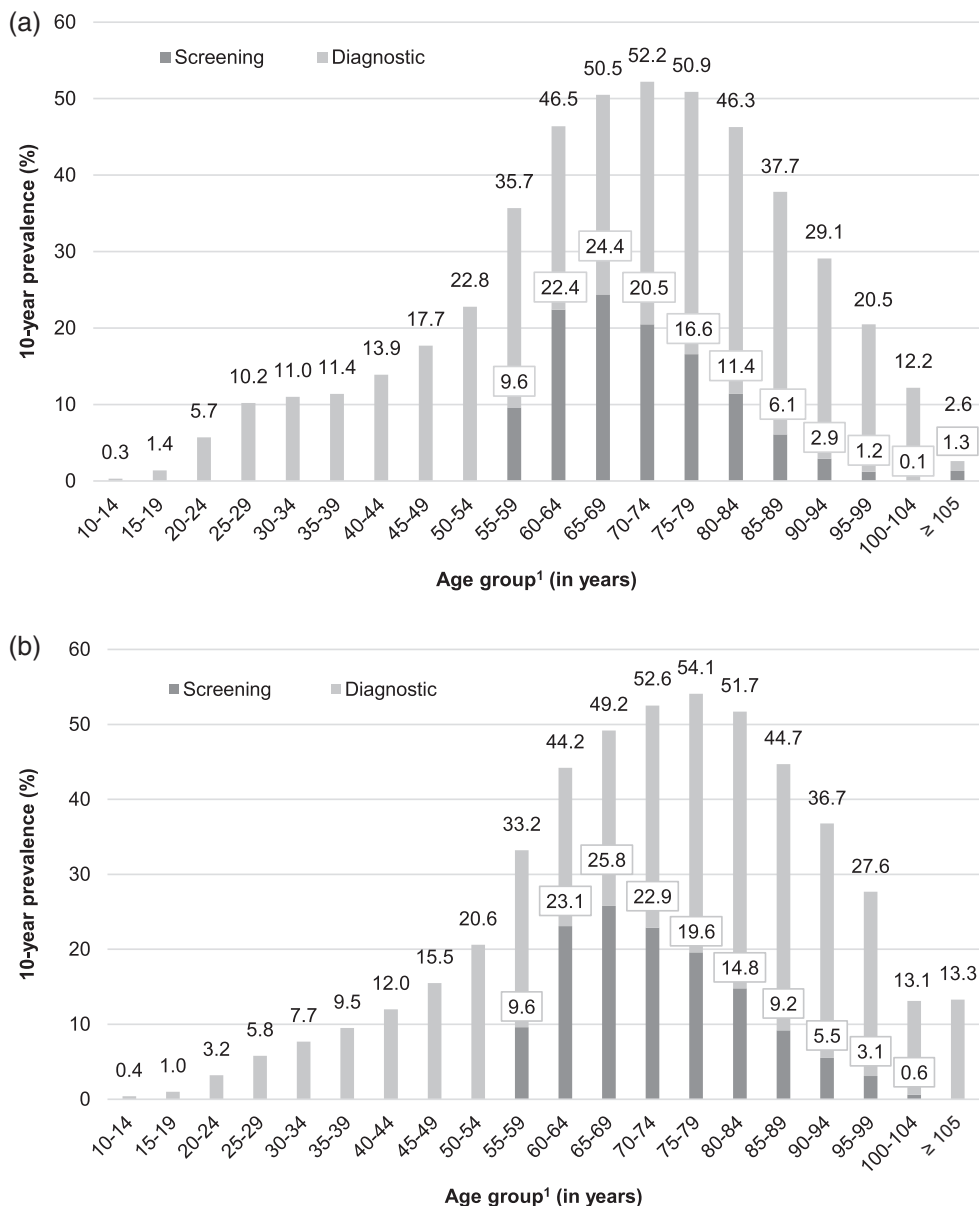 (a)
60
50
40
30
20
10
0
10-year prevalence (%)
Screening Diagnostic
0.3 1.4 5.7 10.2 11.0 11.4 13.9 17.7 22.8 35.7 46.5 50.5 52.2 50.9 46.3 37.7 29.1 20.5 12.2 2.6
9.6 22.4 24.4 20.5 16.6 11.4 6.1 2.9 1.2 0.1 1.3
10-14 15-19 20-24 25-29 30-34 35-39 40-44 45-49 50-54 55-59 60-64 65-69 70-74 75-79 80-84 85-89 90-94 95-99 100-104 ≥ 105
Age group¹ (in years)
(b)
60
50
40
30
20
10
0
10-year prevalence (%)
Screening Diagnostic
0.4 1.0 3.2 5.8 7.7 9.5 12.0 15.5 20.6 33.2 44.2 49.2 52.6 54.1 51.7 44.7 36.7 27.6 13.1 13.3
9.6 23.1 25.8 22.9 19.6 14.8 9.2 5.5 3.1 0.6
10-14 15-19 20-24 25-29 30-34 35-39 40-44 45-49 50-54 55-59 60-64 65-69 70-74 75-79 80-84 85-89 90-94 95-99 100-104 ≥ 105
Age group¹ (in years)